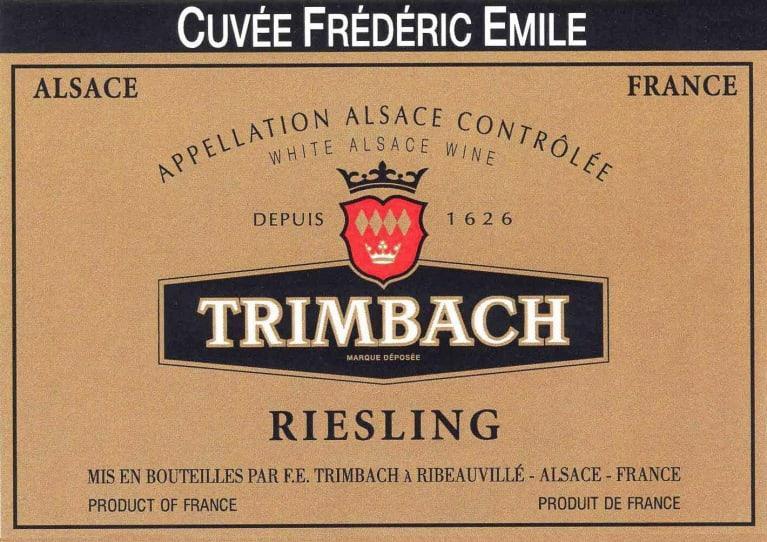 CUVÉE FRÉDÉRIC EMILE
ALSACE
FRANCE
APPELLATION ALSACE CONTRÔLÉE
WHITE ALSACE WINE
DEPUIS 1626
TRIMBACH
MARQUE DÉPOSÉE
RIESLING
MIS EN BOUTEILLES PAR F.E. TRIMBACH A RIBEAUVILLÉ - ALSACE - FRANCE
PRODUCT OF FRANCE
PRODUIT DE FRANCE